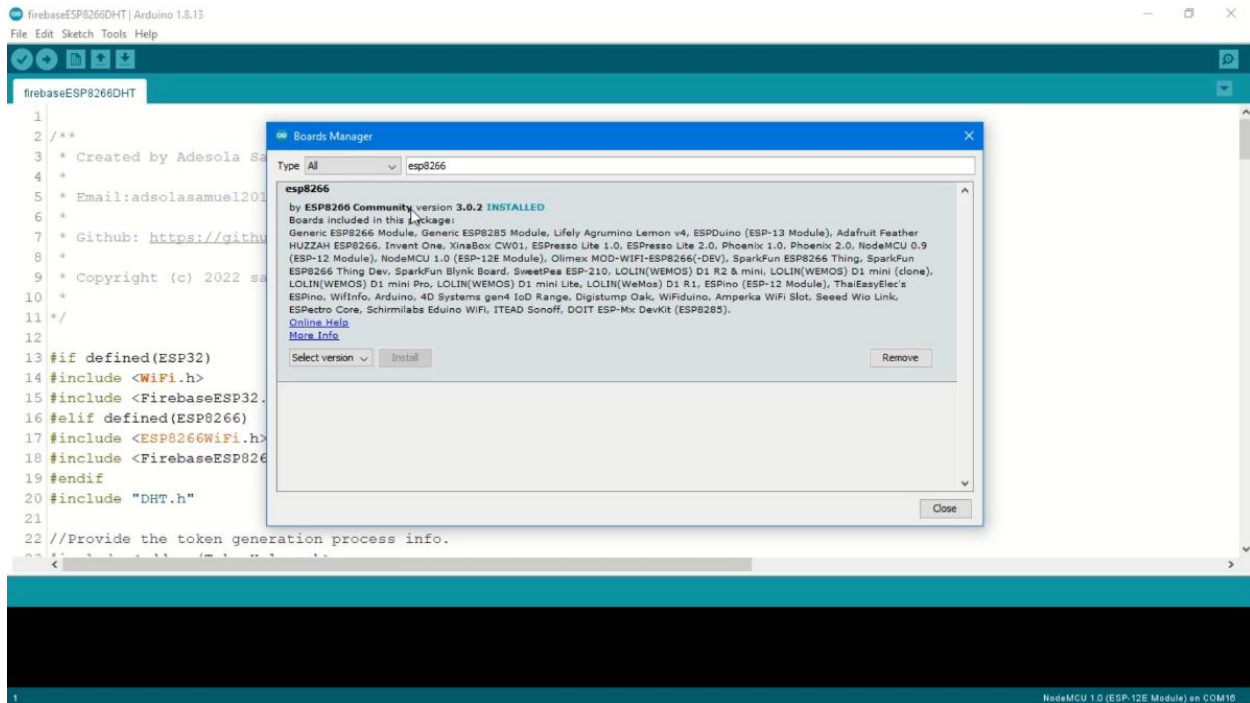 firebaseESP8266DHT | Arduino 1.8.13
File Edit Sketch Tools Help
firebaseESP8266DHT
1
2 /**
3 * Created by Adesola Sa
4 *
5 * Email:adsolasamuel201
6 *
7 * Github: https://githu
8 *
9 * Copyright (c) 2022 sa
10 *
11 */
12
13 #if defined(ESP32)
14 #include <WiFi.h>
15 #include <FirebaseESP32.
16 #elif defined(ESP8266)
17 #include <ESP8266WiFi.h>
18 #include <FirebaseESP826
19 #endif
20 #include "DHT.h"
21
22 //Provide the token generation process info.
Boards Manager
Type All esp8266
esp8266
by ESP8266 Community version 3.0.2 INSTALLED
Boards included in this package:
Generic ESP8266 Module, Generic ESP8285 Module, Lifely Agrumino Lemon v4, ESPDuino (ESP-13 Module), Adafruit Feather
HUZZAH ESP8266, Invent One, XinaBox CW01, ESPresso Lite 1.0, ESPresso Lite 2.0, Phoenix 1.0, Phoenix 2.0, NodeMCU 0.9
(ESP-12 Module), NodeMCU 1.0 (ESP-12E Module), Olimex MOD-WIFI-ESP8266(-DEV), SparkFun ESP8266 Thing, SparkFun
ESP8266 Thing Dev, SparkFun Blynk Board, SweetPea ESP-210, LOLIN(WEMOS) D1 R2 & mini, LOLIN(WEMOS) D1 mini (clone),
LOLIN(WEMOS) D1 mini Pro, LOLIN(WEMOS) D1 mini Lite, LOLIN(WeMos) D1 R1, ESPino (ESP-12 Module), ThaiEasyElec's
ESPino, WifInfo, Arduino, 4D Systems gen4 IoD Range, Digistump Oak, WiFiduino, Amperka WiFi Slot, Seeed Wio Link,
ESPectro Core, Schirmilabs Eduino WiFi, ITEAD Sonoff, DOIT ESP-Mx DevKit (ESP8285).
Online Help
More Info
Select version Install Remove
Close
1 NodeMCU 1.0 (ESP-12E Module) on COM16